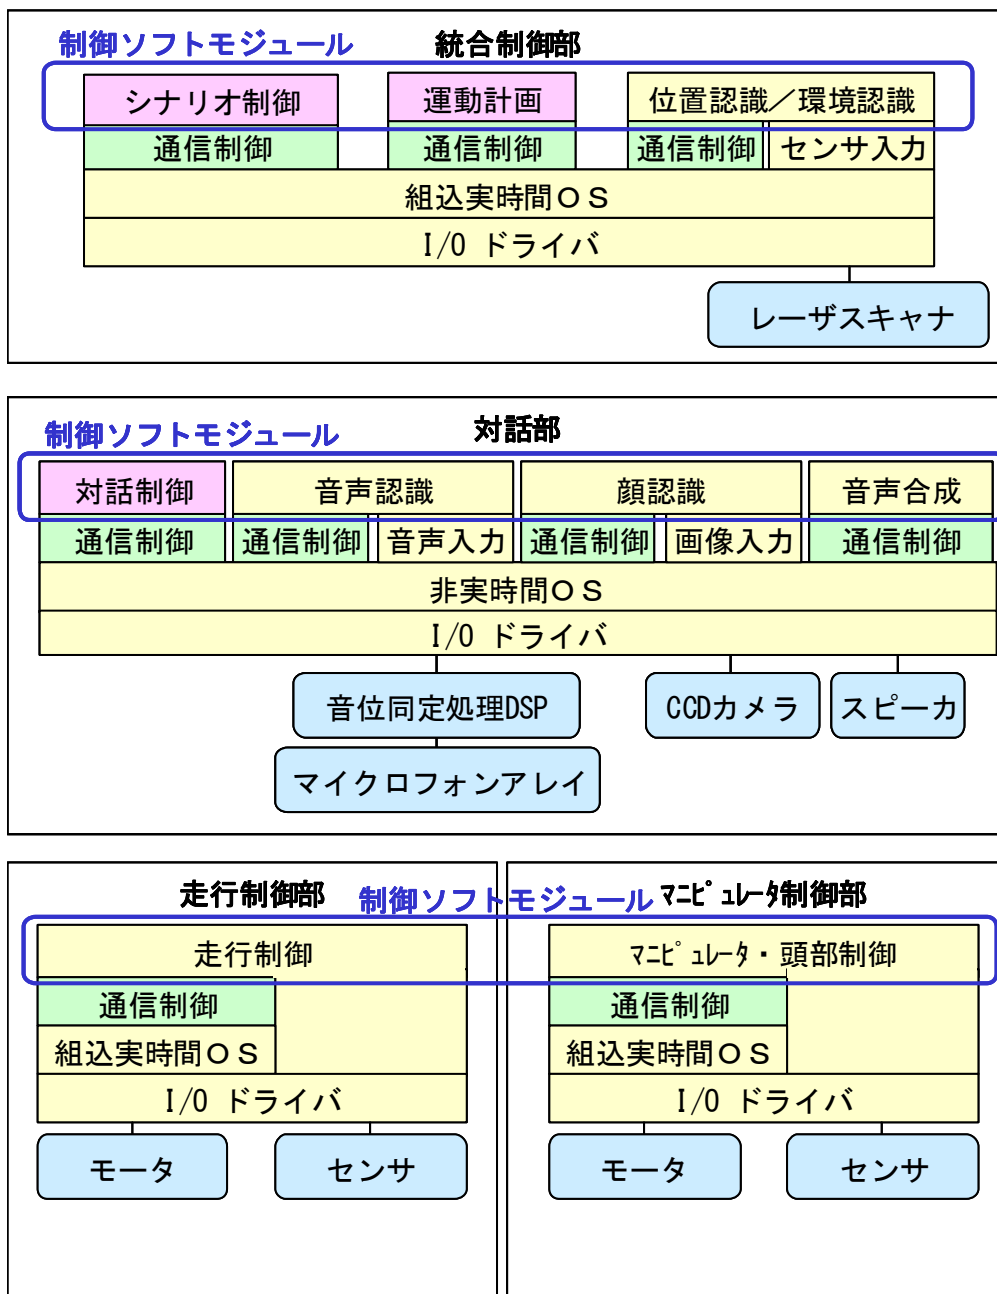 制御ソフトモジュール 統合制御部
シナリオ制御 運動計画 位置認識／環境認識
通信制御 通信制御 通信制御 センサ入力
組込実時間ＯＳ
I/O ドライバ
レーザスキャナ
制御ソフトモジュール 対話部
対話制御 音声認識 顔認識 音声合成
通信制御 通信制御 音声入力 通信制御 画像入力 通信制御
非実時間ＯＳ
I/O ドライバ
音位同定処理DSP CCDカメラ スピーカ
マイクロフォンアレイ
走行制御部 制御ソフトモジュール ﾏﾆﾋﾟｭﾚｰﾀ制御部
走行制御 ﾏﾆﾋﾟｭﾚｰﾀ・頭部制御
通信制御 通信制御
組込実時間ＯＳ 組込実時間ＯＳ
I/O ドライバ I/O ドライバ
モータ センサ モータ センサ